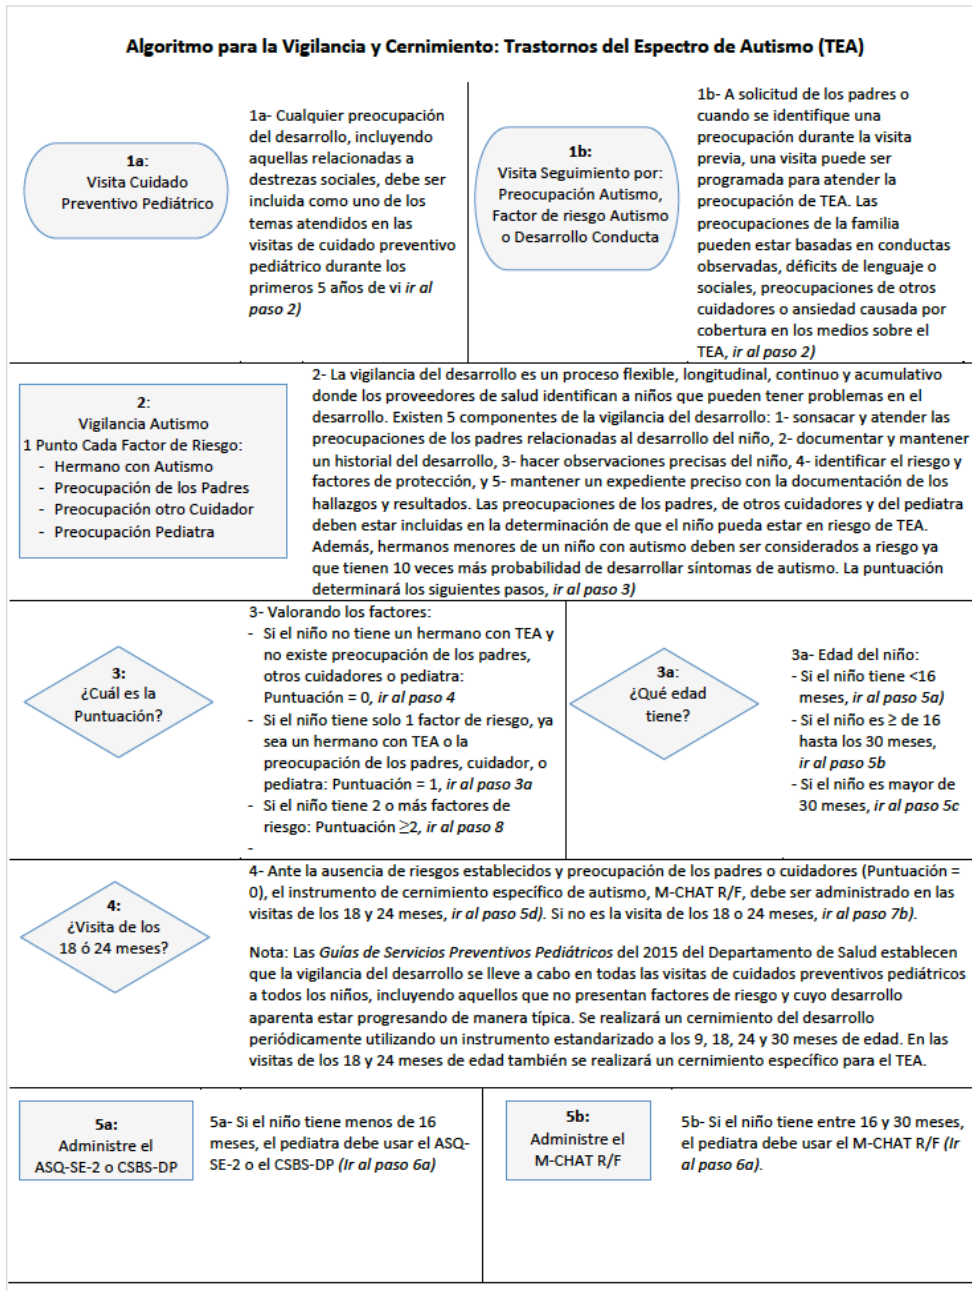 Algoritmo para la Vigilancia y Cernimiento: Trastornos del Espectro de Autismo (TEA)
1a:
Visita Cuidado
Preventivo Pediátrico
1a- Cualquier preocupación
del desarrollo, incluyendo
aquellas relacionadas a
destrezas sociales, debe ser
incluida como uno de los
temas atendidos en las
visitas de cuidado preventivo
pediátrico durante los
primeros 5 años de vi ir al
paso 2)
1b:
Visita Seguimiento por:
Preocupación Autismo,
Factor de riesgo Autismo
o Desarrollo Conducta
1b- A solicitud de los padres o
cuando se identifique una
preocupación durante la visita
previa, una visita puede ser
programada para atender la
preocupación de TEA. Las
preocupaciones de la familia
pueden estar basadas en conductas
observadas, déficits de lenguaje o
sociales, preocupaciones de otros
cuidadores o ansiedad causada por
cobertura en los medios sobre el
TEA, ir al paso 2)
2:
Vigilancia Autismo
1 Punto Cada Factor de Riesgo:
- Hermano con Autismo
- Preocupación de los Padres
- Preocupación otro Cuidador
- Preocupación Pediatra
2- La vigilancia del desarrollo es un proceso flexible, longitudinal, continuo y acumulativo
donde los proveedores de salud identifican a niños que pueden tener problemas en el
desarrollo. Existen 5 componentes de la vigilancia del desarrollo: 1- sonsacar y atender las
preocupaciones de los padres relacionadas al desarrollo del niño, 2- documentar y mantener
un historial del desarrollo, 3- hacer observaciones precisas del niño, 4- identificar el riesgo y
factores de protección, y 5- mantener un expediente preciso con la documentación de los
hallazgos y resultados. Las preocupaciones de los padres, de otros cuidadores y del pediatra
deben estar incluidas en la determinación de que el niño pueda estar en riesgo de TEA.
Además, hermanos menores de un niño con autismo deben ser considerados a riesgo ya
que tienen 10 veces más probabilidad de desarrollar síntomas de autismo. La puntuación
determinará los siguientes pasos, ir al paso 3)
3:
¿Cuál es la
Puntuación?
3- Valorando los factores:
- Si el niño no tiene un hermano con TEA y
no existe preocupación de los padres,
otros cuidadores o pediatra:
Puntuación = 0, ir al paso 4
- Si el niño tiene solo 1 factor de riesgo, ya
sea un hermano con TEA o la
preocupación de los padres, cuidador, o
pediatra: Puntuación = 1, ir al paso 3a
- Si el niño tiene 2 o más factores de
riesgo: Puntuación ≥2, ir al paso 8
-
3a:
¿Qué edad
tiene?
3a- Edad del niño:
- Si el niño tiene <16
meses, ir al paso 5a)
- Si el niño es ≥ de 16
hasta los 30 meses,
ir al paso 5b
- Si el niño es mayor de
30 meses, ir al paso 5c
4:
¿Visita de los
18 ó 24 meses?
4- Ante la ausencia de riesgos establecidos y preocupación de los padres o cuidadores (Puntuación =
0), el instrumento de cernimiento específico de autismo, M-CHAT R/F, debe ser administrado en las
visitas de los 18 y 24 meses, ir al paso 5d). Si no es la visita de los 18 o 24 meses, ir al paso 7b).
Nota: Las Guías de Servicios Preventivos Pediátricos del 2015 del Departamento de Salud establecen
que la vigilancia del desarrollo se lleve a cabo en todas las visitas de cuidados preventivos pediátricos
a todos los niños, incluyendo aquellos que no presentan factores de riesgo y cuyo desarrollo
aparenta estar progresando de manera típica. Se realizará un cernimiento del desarrollo
periódicamente utilizando un instrumento estandarizado a los 9, 18, 24 y 30 meses de edad. En las
visitas de los 18 y 24 meses de edad también se realizará un cernimiento específico para el TEA.
5a:
Administre el
ASQ-SE-2 o CSBS-DP
5a- Si el niño tiene menos de 16
meses, el pediatra debe usar el ASQ-
SE-2 o el CSBS-DP (Ir al paso 6a)
5b:
Administre el
M-CHAT R/F
5b- Si el niño tiene entre 16 y 30 meses,
el pediatra debe usar el M-CHAT R/F (Ir
al paso 6a).